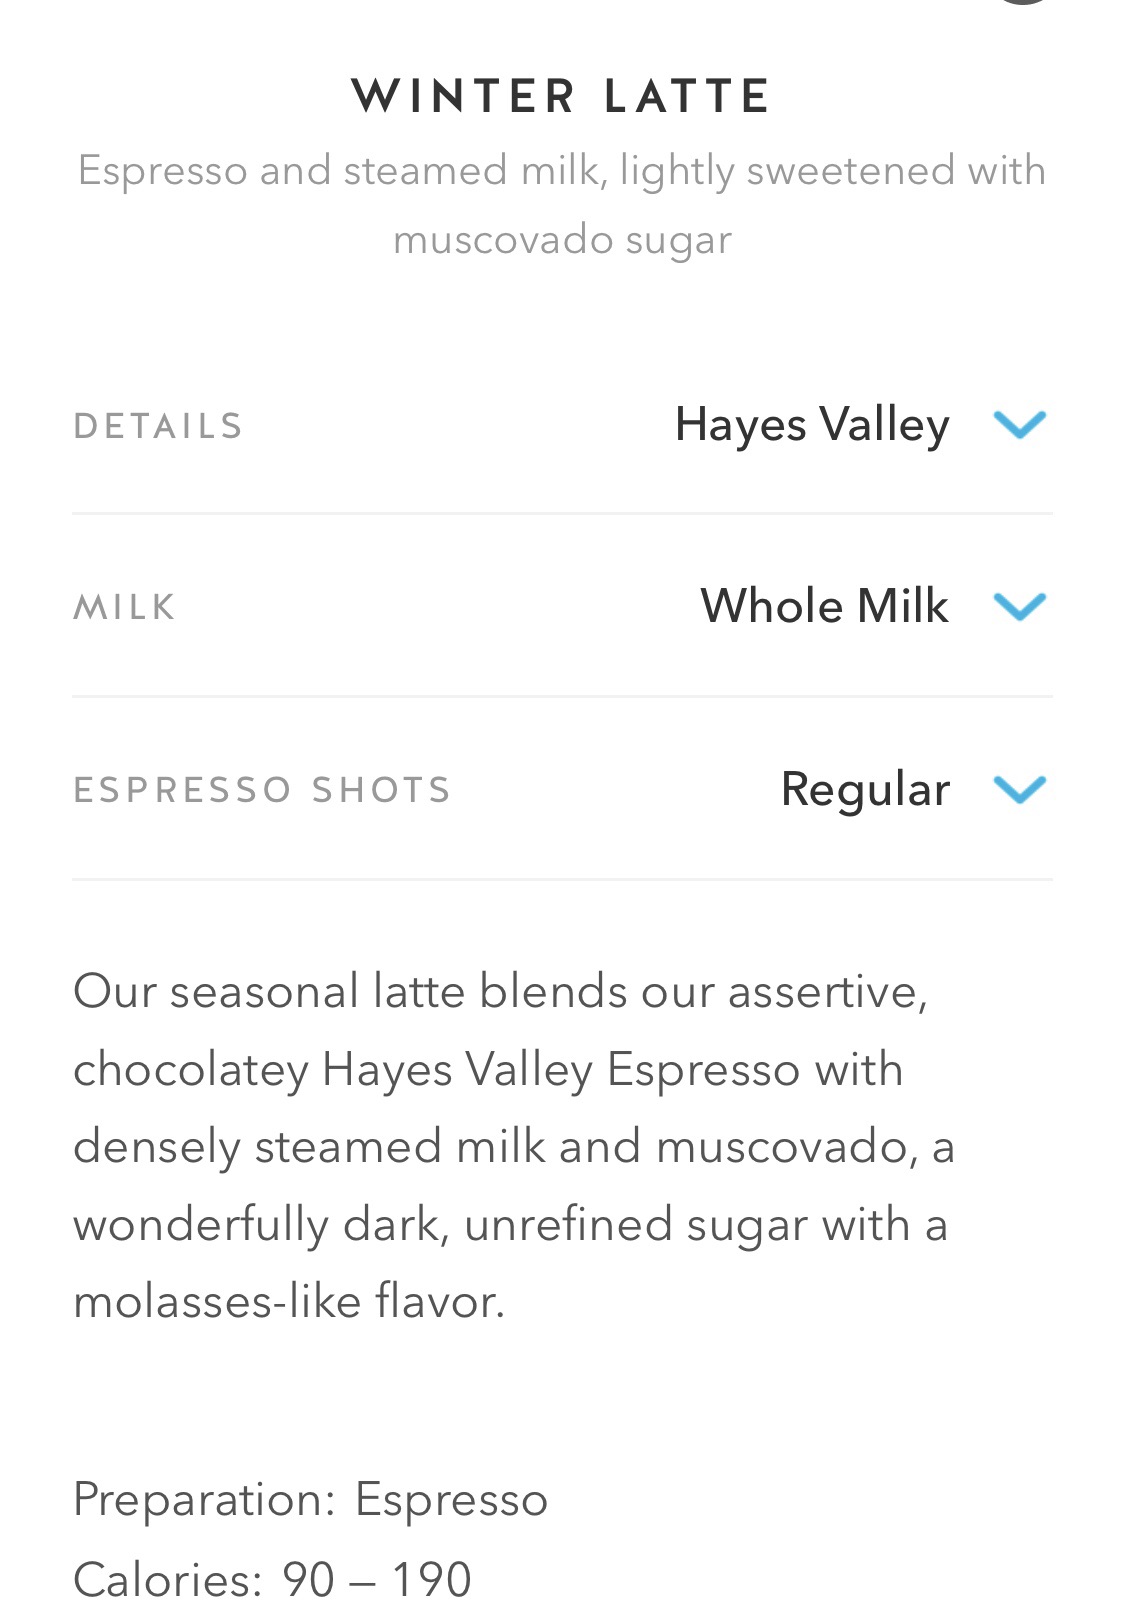 WINTER LATTE
Espresso and steamed milk, lightly sweetened with
muscovado sugar
DETAILS Hayes Valley
MILK Whole Milk
ESPRESSO SHOTS Regular
Our seasonal latte blends our assertive,
chocolatey Hayes Valley Espresso with
densely steamed milk and muscovado, a
wonderfully dark, unrefined sugar with a
molasses-like flavor.
Preparation: Espresso
Calories: 90 – 190